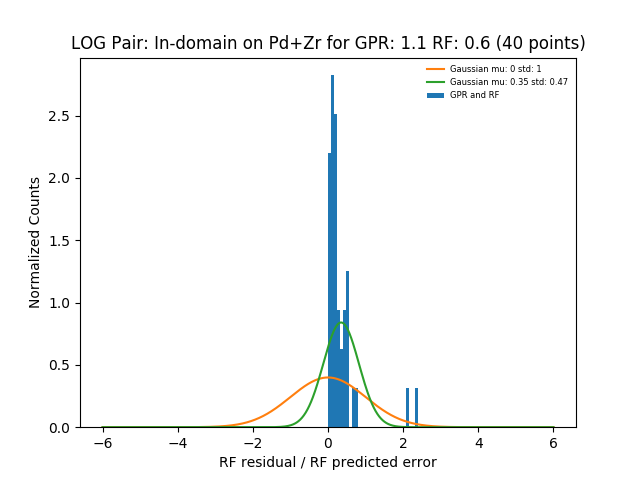 LOG Pair: In-domain on Pd+Zr for GPR: 1.1 RF: 0.6 (40 points)
Gaussian mu: 0 std: 1
Gaussian mu: 0.35 std: 0.47
GPR and RF
Normalized Counts
2.5
2.0
1.5
1.0
0.5
0.0
−6 −4 −2 0 2 4 6
RF residual / RF predicted error